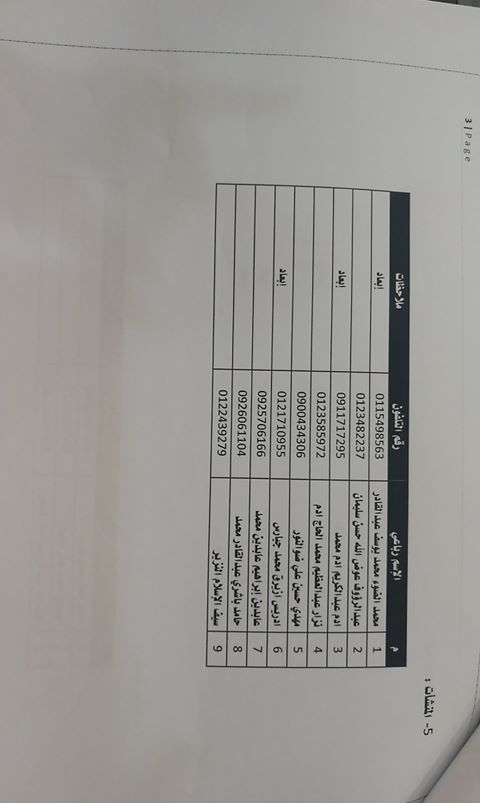 3 | Page
5- المنشأت :
م الإسم رباعي رقم التلفون ملاحظات
1 محمد الضوء محمد يوسف عبدالقادر 0115498563 إبعاد
2 عبدالرؤوف عوض الله حسن سليمان 0123482237
3 ادم عبدالكريم ادم محمد 0911717295 إبعاد
4 نزار عبدالعظيم محمد الحاج ادم 0123585972
5 مهدي حسين علي ضوالنور 0900434306
6 ادريس ازيرق محمد جبارس 0121710955 إبعاد
7 عابدين إبراهيم عابدين محمد 0925706166
8 حامد باشري عبدالقادر محمد 0926061104
9 سيف الإسلام النزير 0122439279